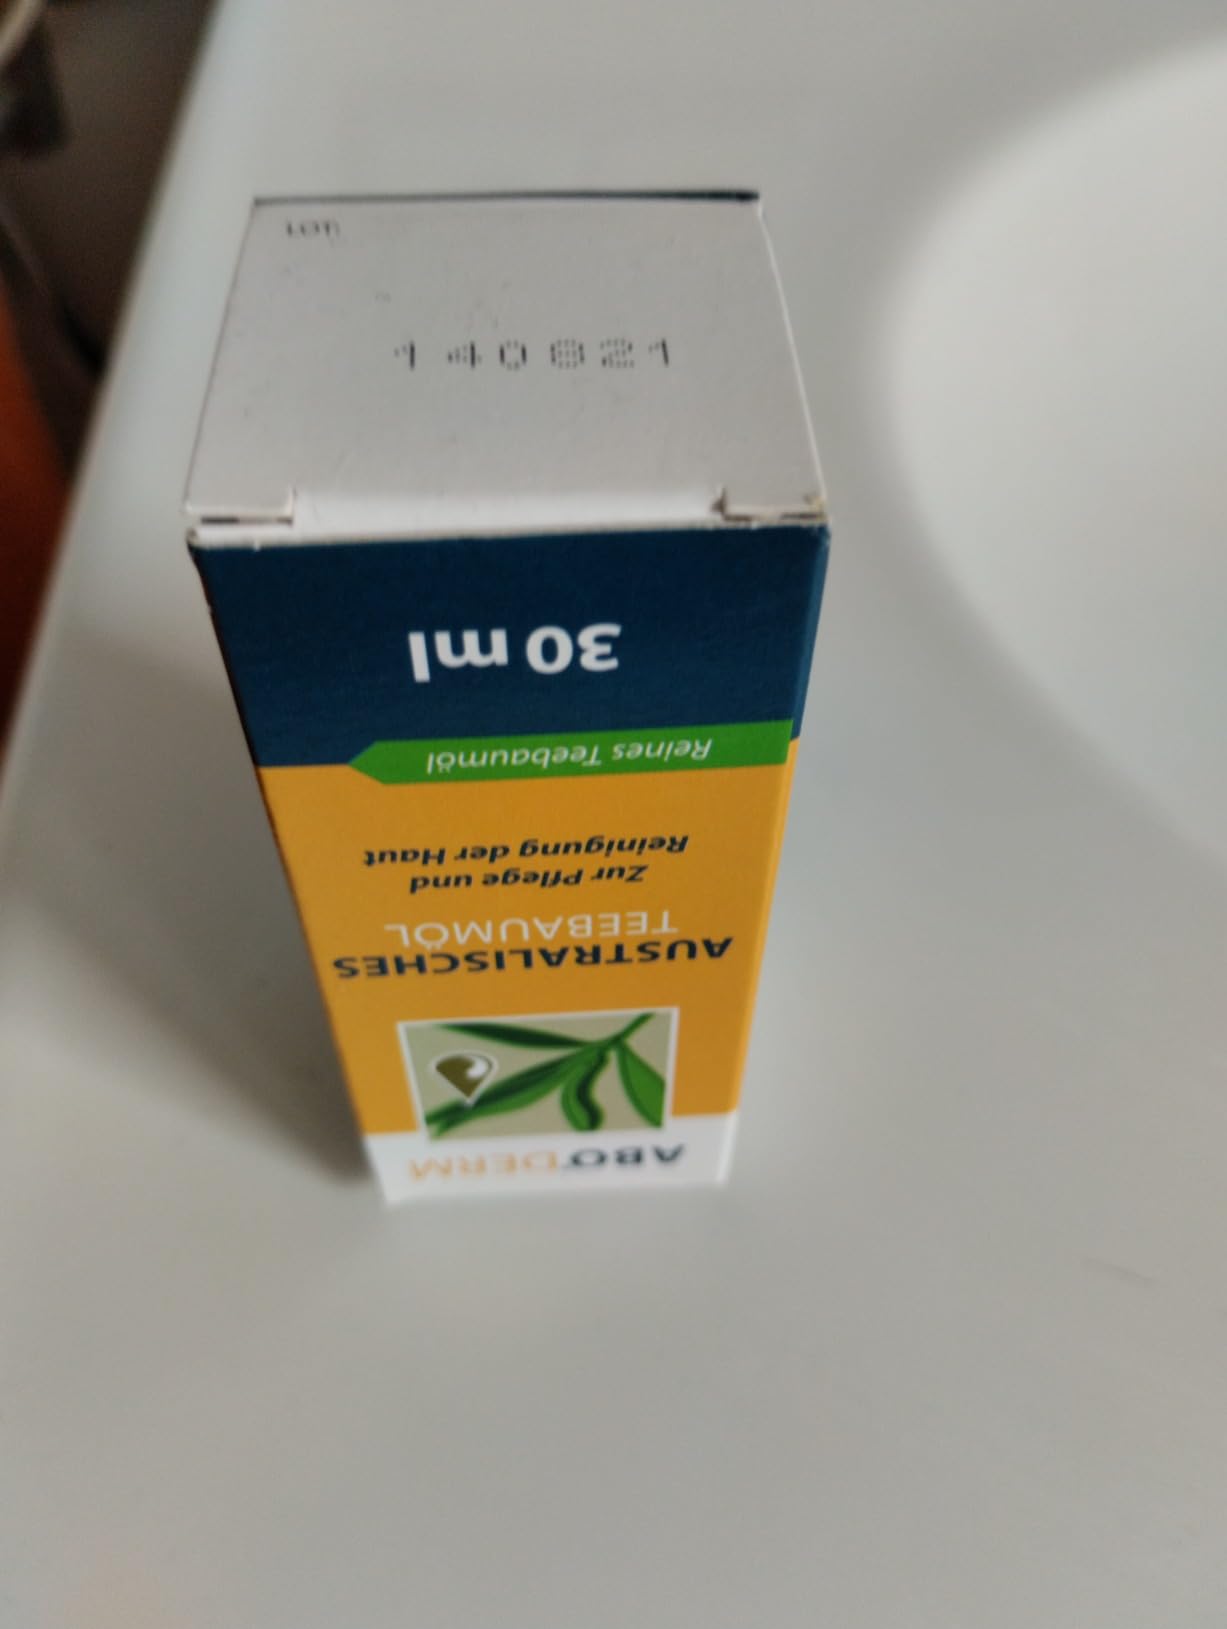 LOT:
140821
ABODERM
AUSTRALISCHES
TEEBAUMÖL
Zur Pflege und
Reinigung der Haut
Reines Teebaumöl
30 ml